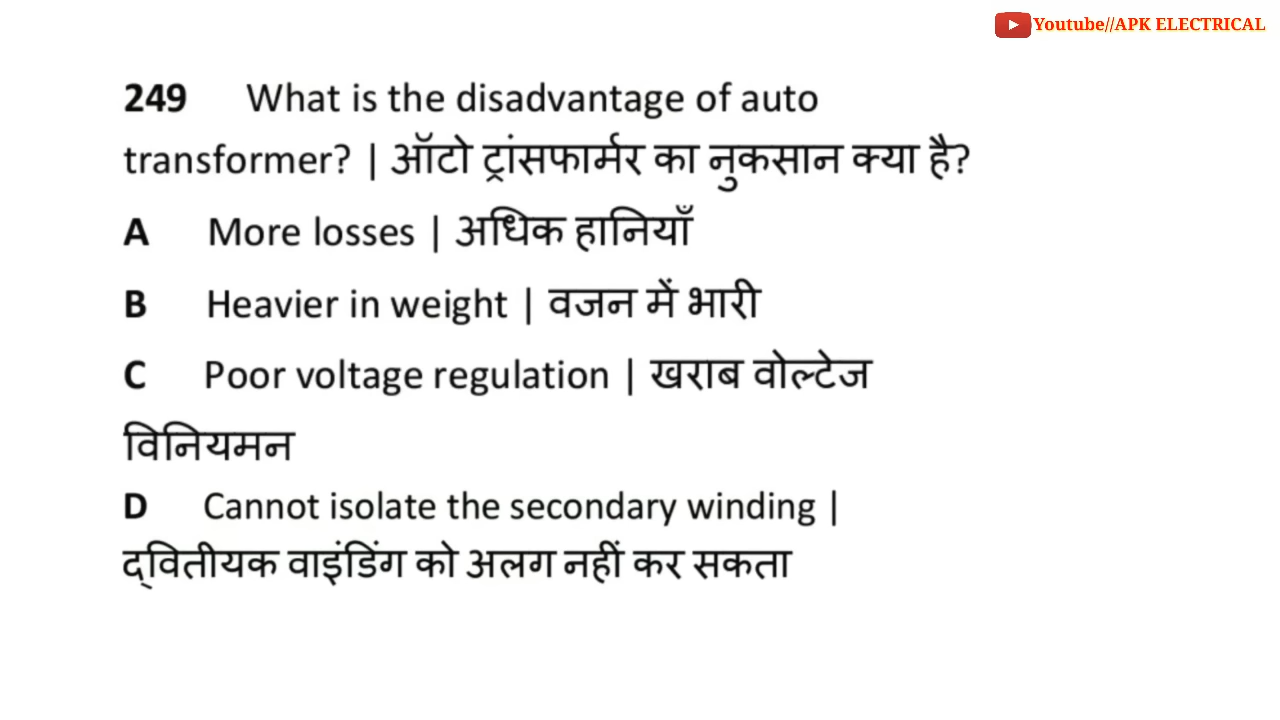 Youtube//APK ELECTRICAL
249 What is the disadvantage of auto
transformer? | ऑटो ट्रांसफार्मर का नुकसान क्या है?
A More losses | अधिक हानियाँ
B Heavier in weight | वजन में भारी
C Poor voltage regulation | खराब वोल्टेज
विनियमन
D Cannot isolate the secondary winding |
द्वितीयक वाइंडिंग को अलग नहीं कर सकता